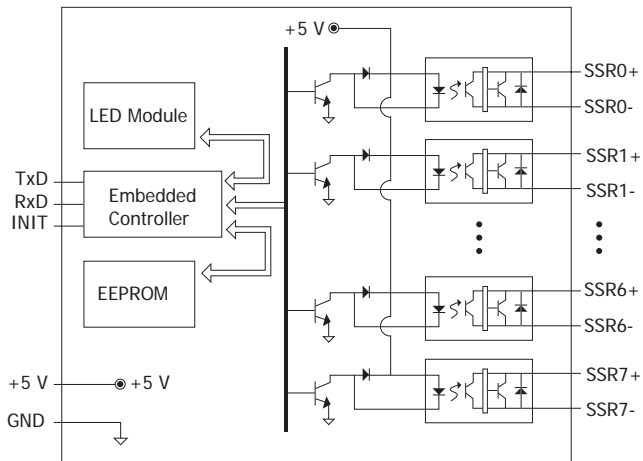 +5 V
SSR0+
LED Module
SSR0-
SSR1+
TxD
RxD
INIT
Embedded
Controller
SSR1-
EEPROM
SSR6+
SSR6-
+5 V
+5 V
SSR7+
GND
SSR7-